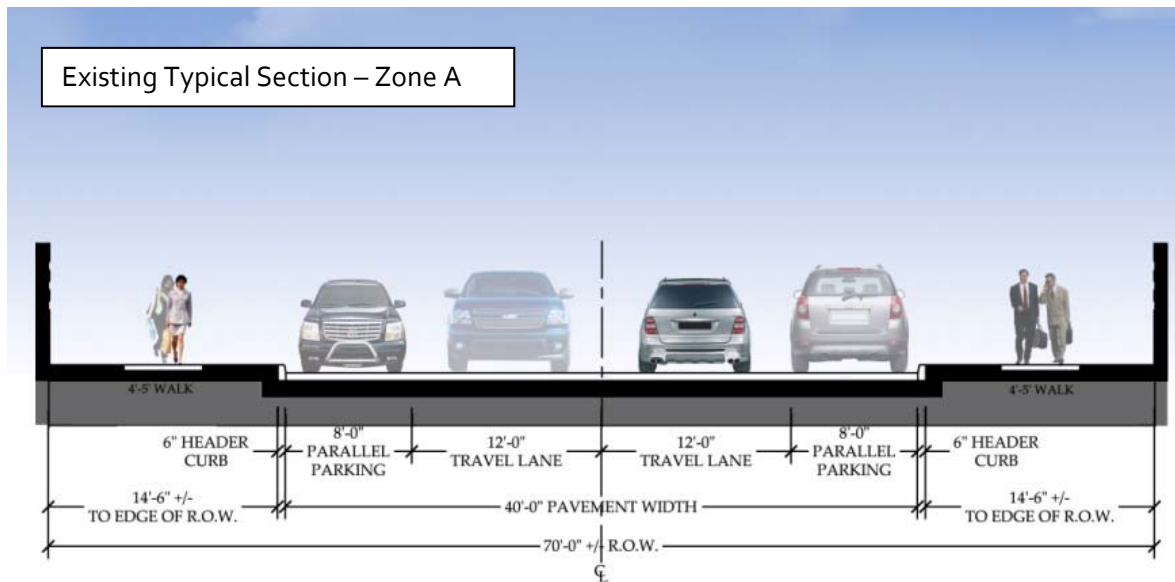 Existing Typical Section – Zone A
4'-5' WALK
4'-5' WALK
6" HEADER
CURB
8'-0"
PARALLEL
PARKING
12'-0"
TRAVEL LANE
12'-0"
TRAVEL LANE
8'-0"
PARALLEL
PARKING
6" HEADER
CURB
14'-6" +/-
TO EDGE OF R.O.W.
40'-0" PAVEMENT WIDTH
14'-6" +/-
TO EDGE OF R.O.W.
70'-0" +/- R.O.W.
℄